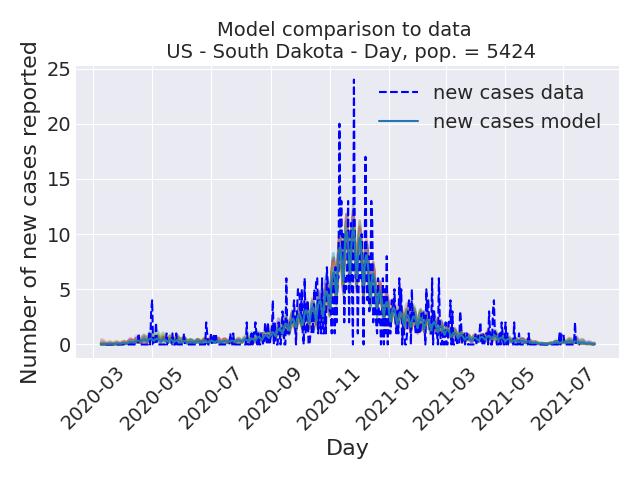 Model comparison to data
US - South Dakota - Day, pop. = 5424
Number of new cases reported
25
20
15
10
5
0
new cases data
new cases model
2020-03
2020-05
2020-07
2020-09
2020-11
2021-01
2021-03
2021-05
2021-07
Day